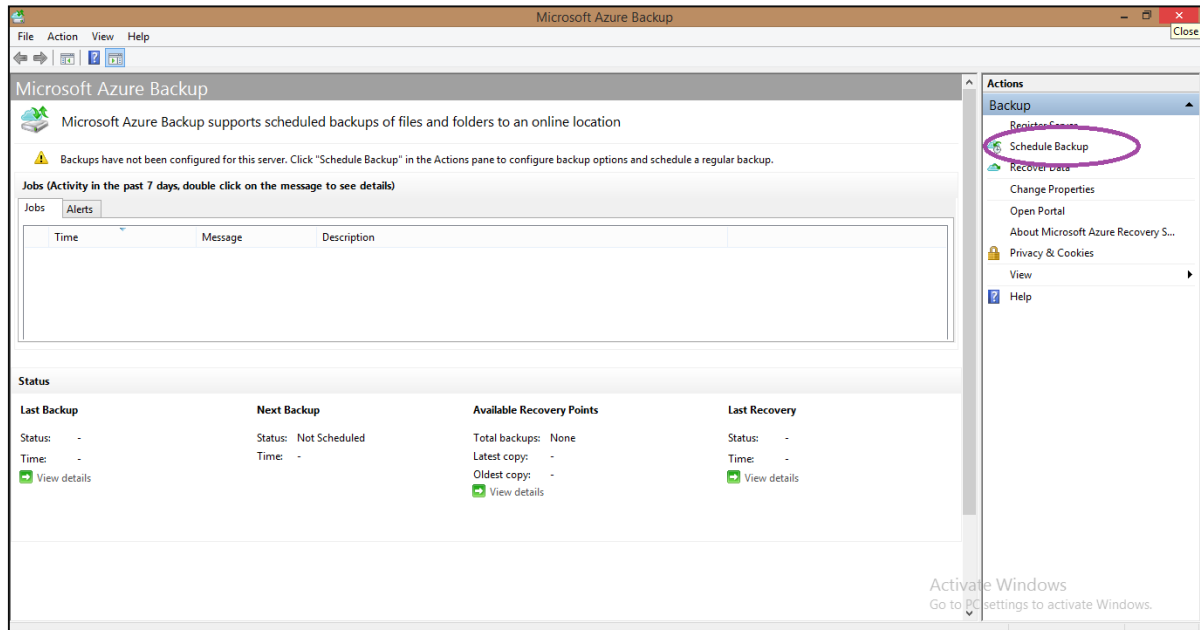 Microsoft Azure Backup
Close
File Action View Help
Microsoft Azure Backup
Microsoft Azure Backup supports scheduled backups of files and folders to an online location
Backups have not been configured for this server. Click "Schedule Backup" in the Actions pane to configure backup options and schedule a regular backup.
Jobs (Activity in the past 7 days, double click on the message to see details)
Jobs Alerts
Time Message Description
Status
Last Backup Next Backup Available Recovery Points Last Recovery
Status: - Status: Not Scheduled Total backups: None Status: -
Time: - Time: - Latest copy: - Time: -
Oldest copy: -
View details View details View details
Actions
Backup
Register Server
Schedule Backup
Recover Data
Change Properties
Open Portal
About Microsoft Azure Recovery S...
Privacy & Cookies
View
Help
Activate Windows
Go to PC settings to activate Windows.